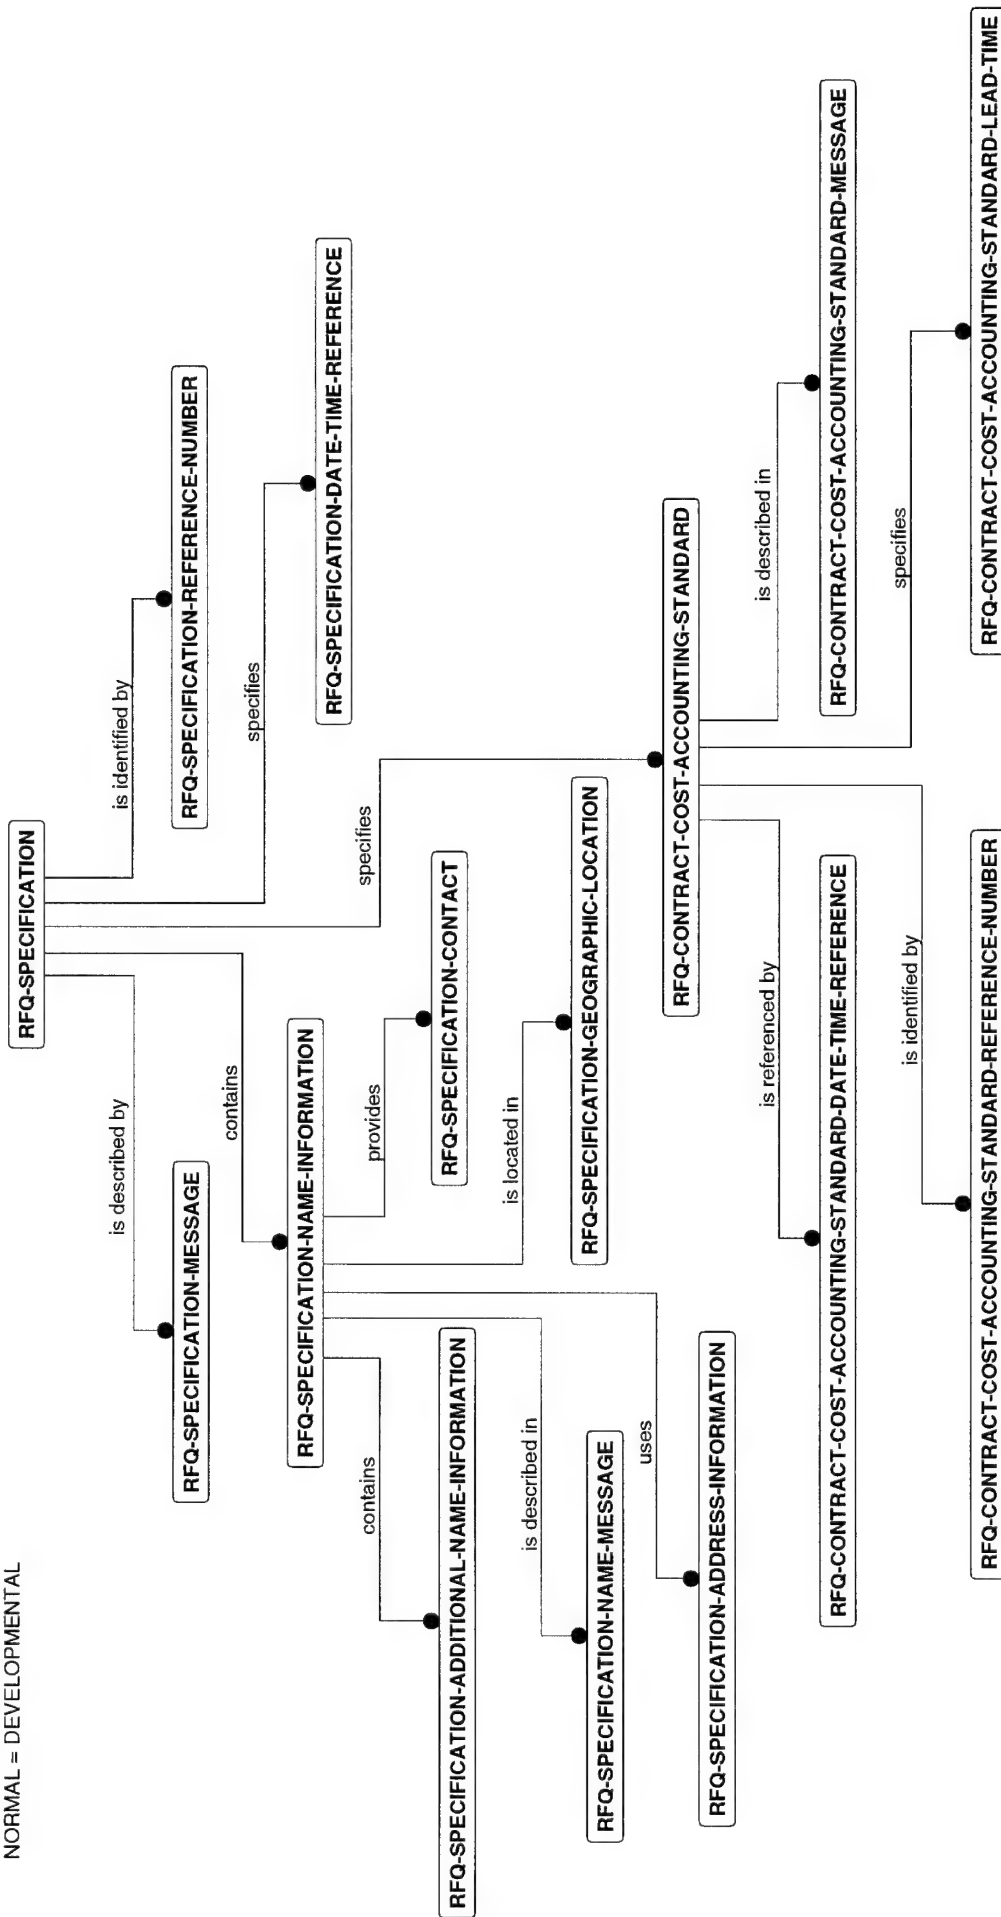 NORMAL = DEVELOPMENTAL
RFQ-SPECIFICATION
is described by
is identified by
RFQ-SPECIFICATION-MESSAGE
RFQ-SPECIFICATION-REFERENCE-NUMBER
contains
specifies
RFQ-SPECIFICATION-NAME-INFORMATION
RFQ-SPECIFICATION-DATE-TIME-REFERENCE
contains
provides
specifies
RFQ-SPECIFICATION-ADDITIONAL-NAME-INFORMATION
RFQ-SPECIFICATION-CONTACT
is described in
is located in
RFQ-SPECIFICATION-NAME-MESSAGE
RFQ-SPECIFICATION-GEOGRAPHIC-LOCATION
uses
RFQ-SPECIFICATION-ADDRESS-INFORMATION
RFQ-CONTRACT-COST-ACCOUNTING-STANDARD
is referenced by
is described in
RFQ-CONTRACT-COST-ACCOUNTING-STANDARD-DATE-TIME-REFERENCE
RFQ-CONTRACT-COST-ACCOUNTING-STANDARD-MESSAGE
is identified by
specifies
RFQ-CONTRACT-COST-ACCOUNTING-STANDARD-REFERENCE-NUMBER
RFQ-CONTRACT-COST-ACCOUNTING-STANDARD-LEAD-TIME